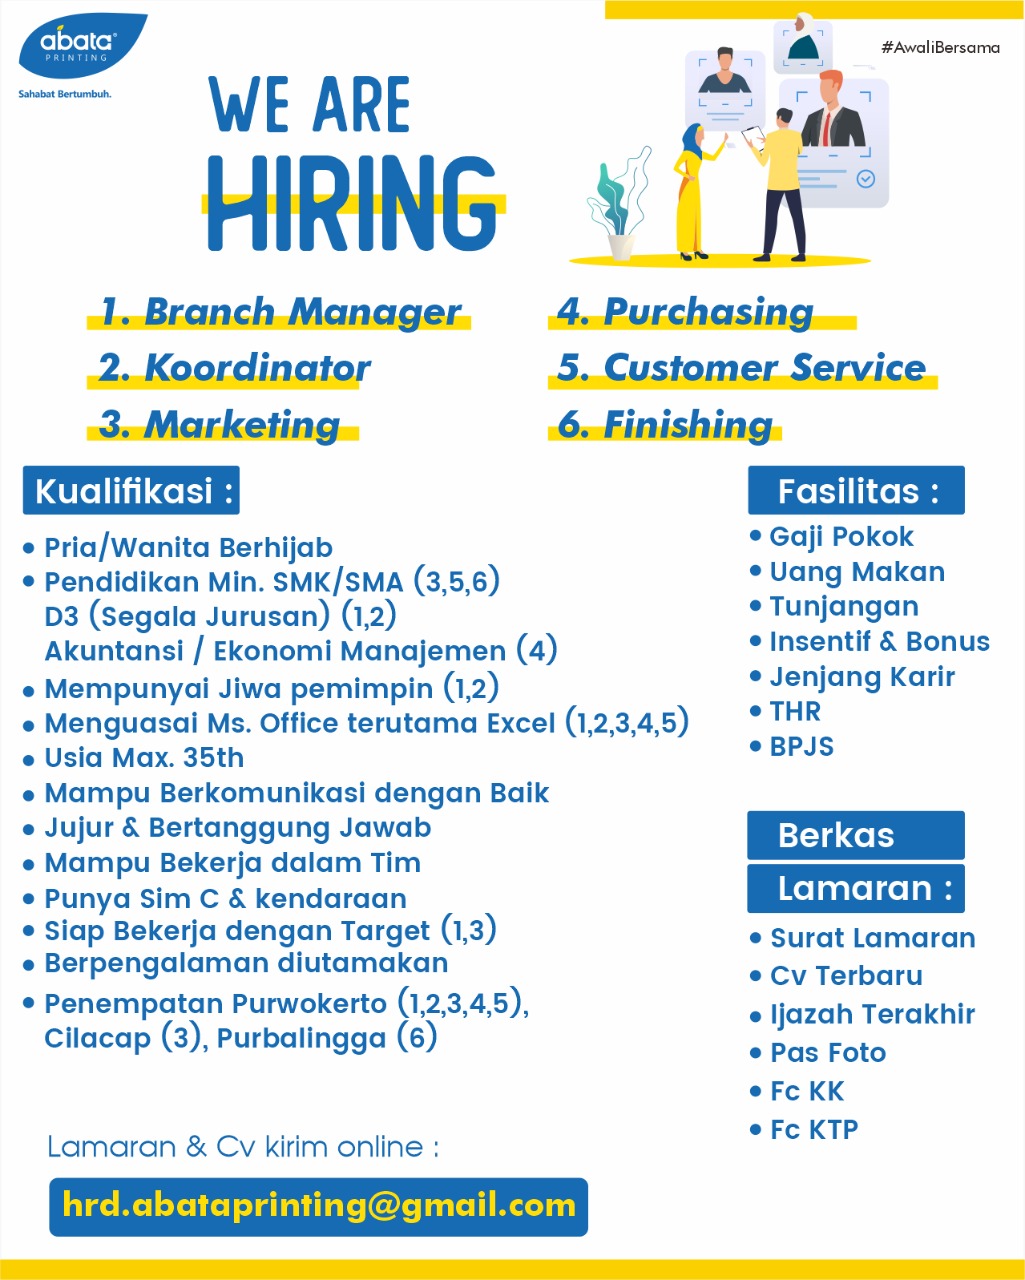 abata
PRINTING
Sahabat Bertumbuh.
#AwaliBersama
WE ARE
HIRING
1. Branch Manager
2. Koordinator
3. Marketing
4. Purchasing
5. Customer Service
6. Finishing
Kualifikasi :
• Pria/Wanita Berhijab
• Pendidikan Min. SMK/SMA (3,5,6)
D3 (Segala Jurusan) (1,2)
Akuntansi / Ekonomi Manajemen (4)
• Mempunyai Jiwa pemimpin (1,2)
• Menguasai Ms. Office terutama Excel (1,2,3,4,5)
• Usia Max. 35th
• Mampu Berkomunikasi dengan Baik
• Jujur & Bertanggung Jawab
• Mampu Bekerja dalam Tim
• Punya Sim C & kendaraan
• Siap Bekerja dengan Target (1,3)
• Berpengalaman diutamakan
• Penempatan Purwokerto (1,2,3,4,5),
Cilacap (3), Purbalingga (6)
Fasilitas :
• Gaji Pokok
• Uang Makan
• Tunjangan
• Insentif & Bonus
• Jenjang Karir
• THR
• BPJS
Berkas
Lamaran :
• Surat Lamaran
• Cv Terbaru
• Ijazah Terakhir
• Pas Foto
• Fc KK
• Fc KTP
Lamaran & Cv kirim online :
hrd.abataprinting@gmail.com